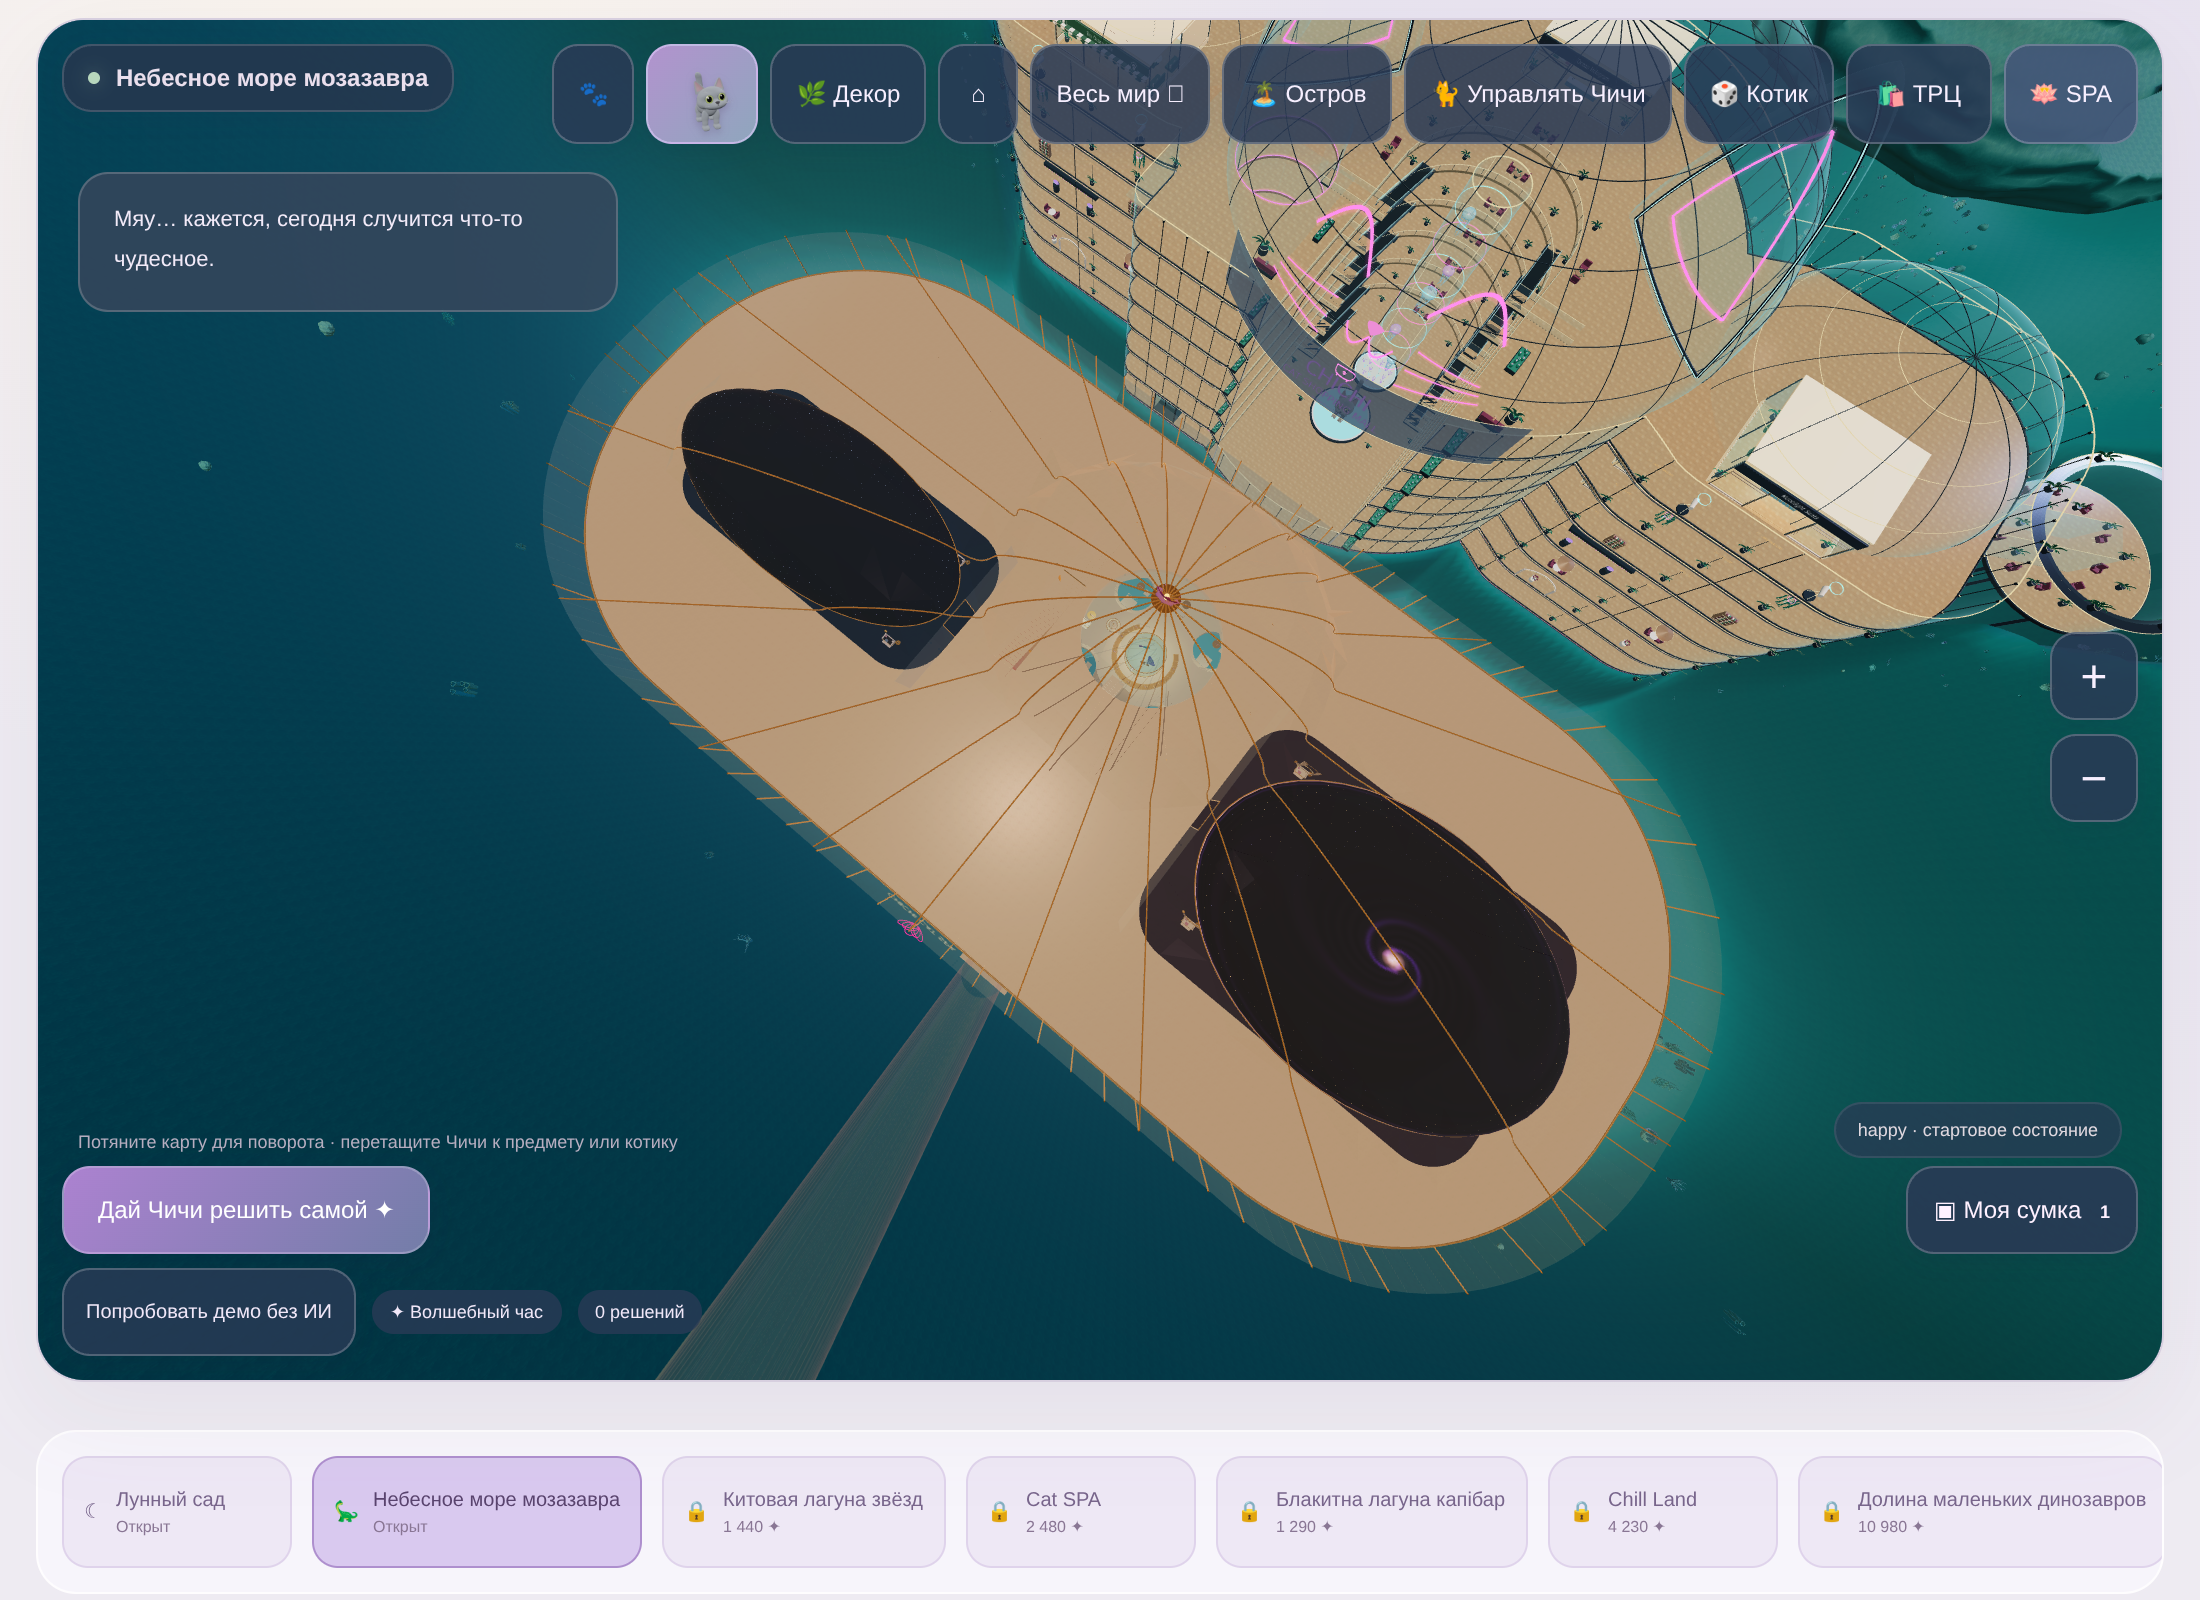 Небесное море мозазавра
Декор
Весь мир
Остров
Управлять Чичи
Котик
ТРЦ
SPA
Мяу… кажется, сегодня случится что-то
чудесное.
+
−
Потяните карту для поворота · перетащите Чичи к предмету или котику
happy · стартовое состояние
Дай Чичи решить самой ✦
Моя сумка 1
Попробовать демо без ИИ
✦ Волшебный час
0 решений
Лунный сад
Открыт
Небесное море мозазавра
Открыт
Китовая лагуна звёзд
1 440 ✦
Cat SPA
2 480 ✦
Блакитна лагуна капібар
1 290 ✦
Chill Land
4 230 ✦
Долина маленьких динозавров
10 980 ✦